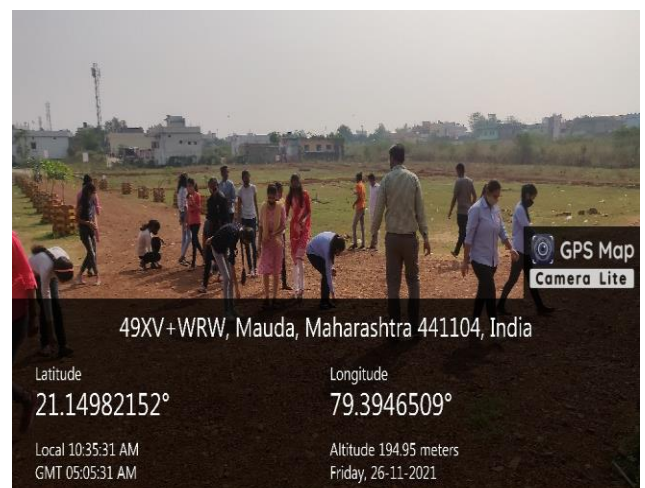 GPS Map
Camera Lite
49XV+WRW, Mauda, Maharashtra 441104, India
Latitude
21.14982152°
Longitude
79.3946509°
Local 10:35:31 AM
GMT 05:05:31 AM
Altitude 194.95 meters
Friday, 26-11-2021